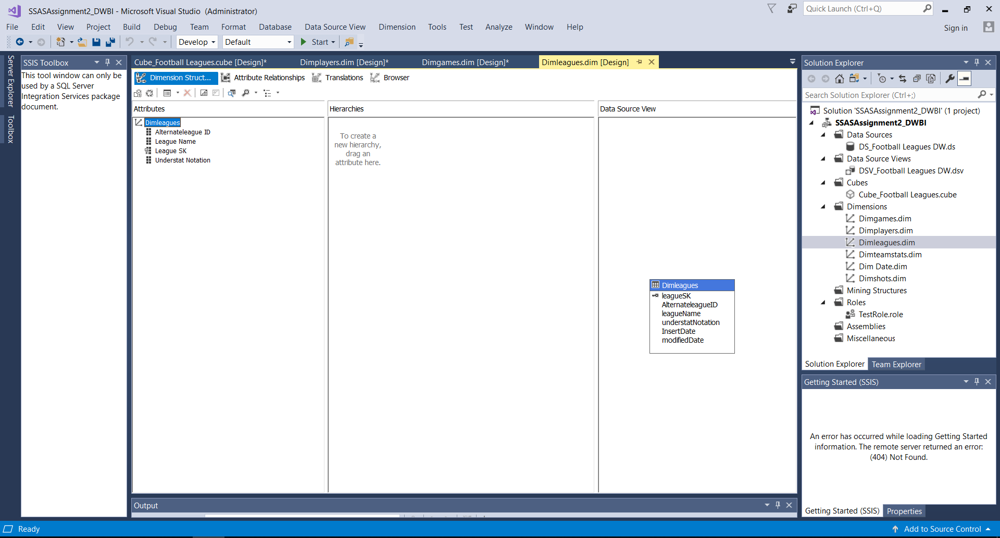 SSASAssignment2_DWBI - Microsoft Visual Studio (Administrator)
Quick Launch (Ctrl+Q)
File Edit View Project Build Debug Team Format Database Data Source View Dimension Tools Test Analyze Window Help
Sign in
Develop Default Start
Server Explorer
Toolbox
SSIS Toolbox
This tool window can only be
used by a SQL Server
Integration Services package
document.
Cube_Football Leagues.cube [Design]* Dimplayers.dim [Design]* Dimgames.dim [Design]* Dimleagues.dim [Design]
Dimension Struct... Attribute Relationships Translations Browser
Attributes
Dimleagues
Alternateleague ID
League Name
League SK
Understat Notation
Hierarchies
To create a
new hierarchy,
drag an
attribute here.
Data Source View
Dimleagues
leagueSK
AlternateleagueID
leagueName
understatNotation
InsertDate
modifiedDate
Output
Solution Explorer
Search Solution Explorer (Ctrl+;)
Solution 'SSASAssignment2_DWBI' (1 project)
SSASAssignment2_DWBI
Data Sources
DS_Football Leagues DW.ds
Data Source Views
DSV_Football Leagues DW.dsv
Cubes
Cube_Football Leagues.cube
Dimensions
Dimgames.dim
Dimplayers.dim
Dimleagues.dim
Dimteamstats.dim
Dim Date.dim
Dimshots.dim
Mining Structures
Roles
TestRole.role
Assemblies
Miscellaneous
Solution Explorer Team Explorer
Getting Started (SSIS)
An error has occurred while loading Getting Started
information. The remote server returned an error:
(404) Not Found.
Getting Started (SSIS) Properties
Ready
Add to Source Control